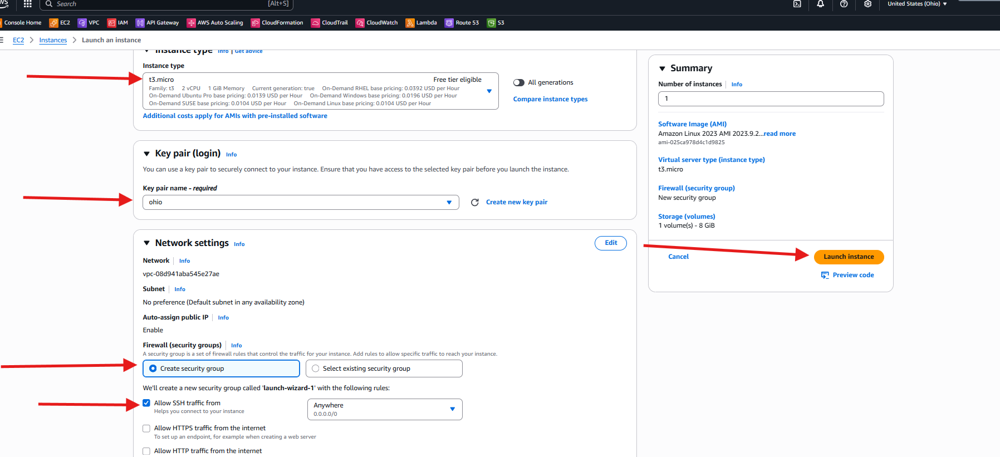 Search
[Alt+S]
United States (Ohio)
Console Home
EC2
VPC
IAM
API Gateway
AWS Auto Scaling
CloudFormation
CloudTrail
CloudWatch
Lambda
Route 53
S3
EC2 > Instances > Launch an instance
Instance type Info | Get advice
Instance type
t3.micro Free tier eligible
Family: t3 2 vCPU 1 GiB Memory Current generation: true On-Demand RHEL base pricing: 0.0392 USD per Hour
On-Demand Ubuntu Pro base pricing: 0.0139 USD per Hour On-Demand Windows base pricing: 0.0196 USD per Hour
On-Demand SUSE base pricing: 0.0104 USD per Hour On-Demand Linux base pricing: 0.0104 USD per Hour
All generations
Compare instance types
Additional costs apply for AMIs with pre-installed software
Key pair (login) Info
You can use a key pair to securely connect to your instance. Ensure that you have access to the selected key pair before you launch the instance.
Key pair name - required
ohio
Create new key pair
Network settings Info
Edit
Network Info
vpc-08d941aba545e27ae
Subnet Info
No preference (Default subnet in any availability zone)
Auto-assign public IP Info
Enable
Firewall (security groups) Info
A security group is a set of firewall rules that control the traffic for your instance. Add rules to allow specific traffic to reach your instance.
Create security group
Select existing security group
We'll create a new security group called 'launch-wizard-1' with the following rules:
Allow SSH traffic from
Helps you connect to your instance
Anywhere
0.0.0.0/0
Allow HTTPS traffic from the internet
To set up an endpoint, for example when creating a web server
Allow HTTP traffic from the internet
Summary
Number of instances Info
1
Software Image (AMI)
Amazon Linux 2023 AMI 2023.9.2...read more
ami-025ca978d4c1d9825
Virtual server type (instance type)
t3.micro
Firewall (security group)
New security group
Storage (volumes)
1 volume(s) - 8 GiB
Cancel
Launch instance
Preview code